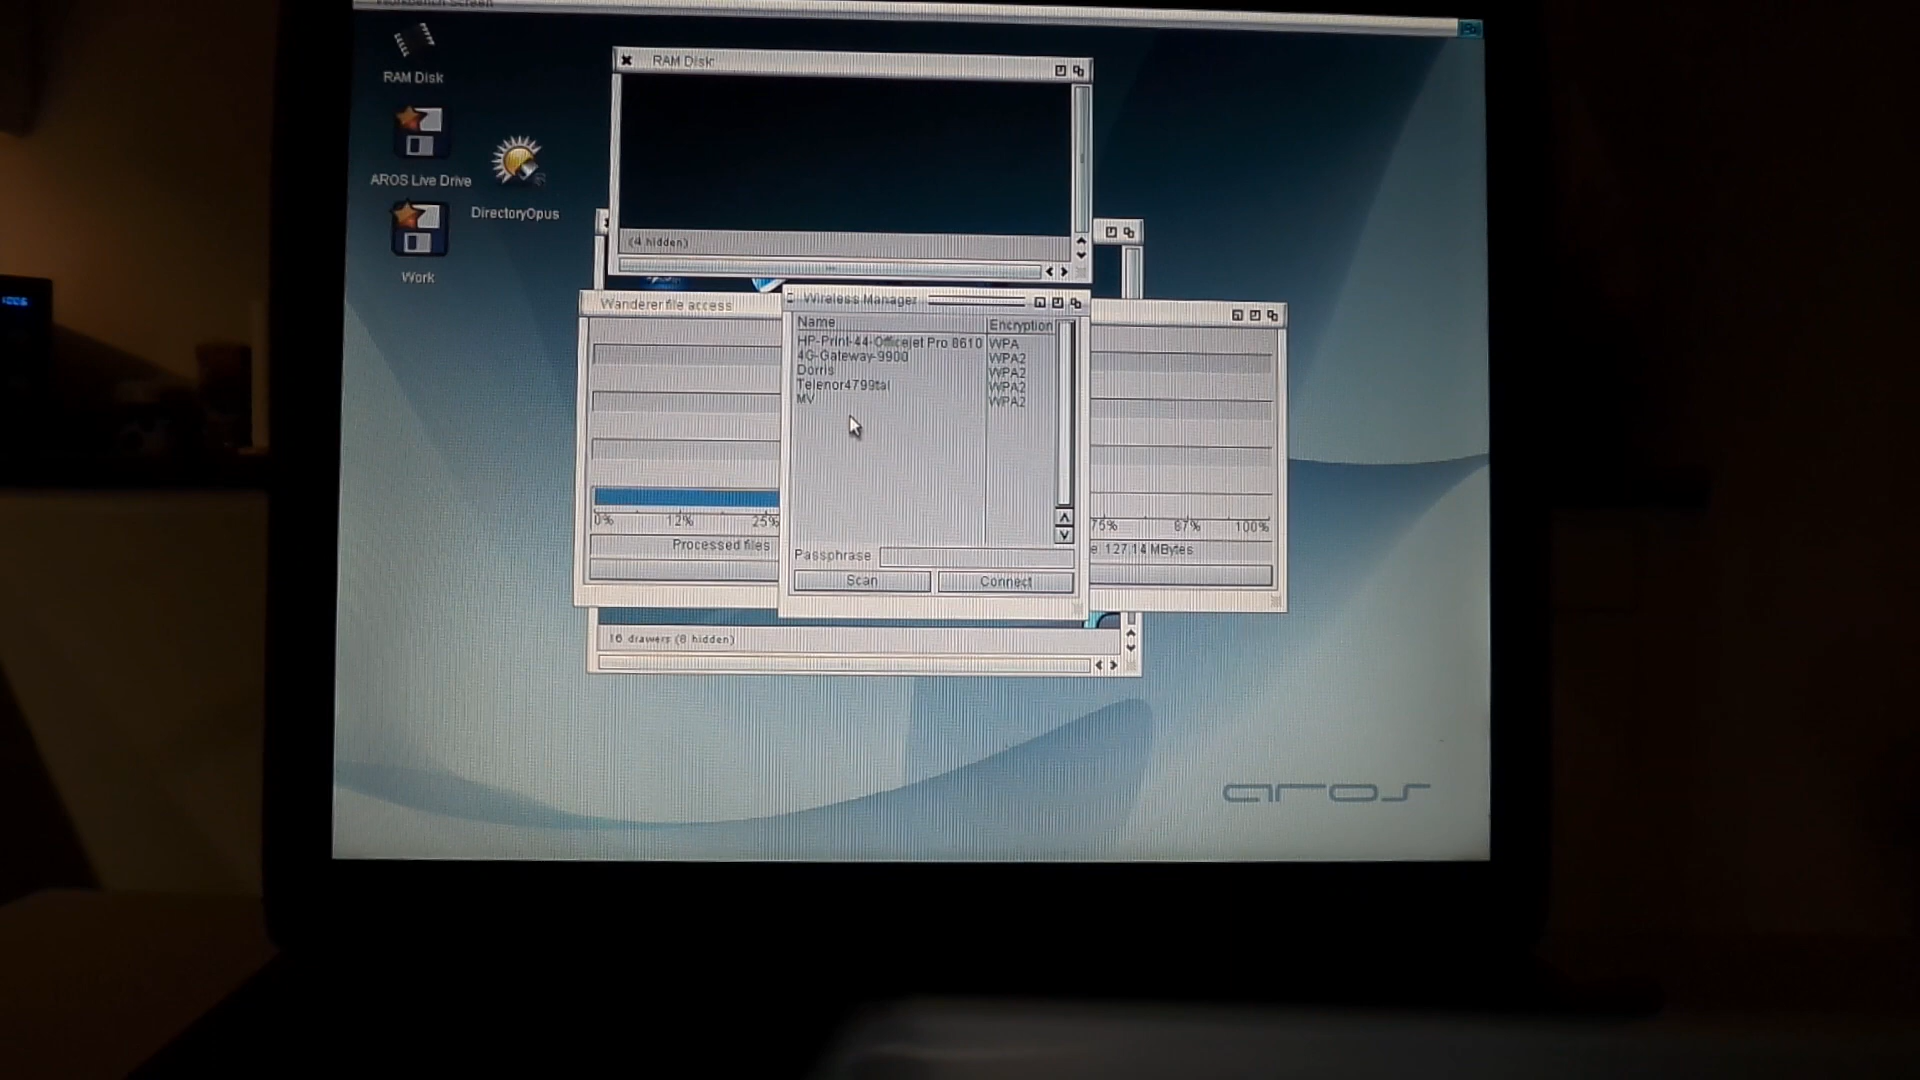 Workbench Screen
RAM Disk
AROS Live Drive
DirectoryOpus
Work
RAM Disk
(4 hidden)
Wanderer file access
0% 12% 25%
75% 87% 100%
Processed files
e: 127.14 MBytes
Wireless Manager
Name Encryption
HP-Print-44-Officejet Pro 8610 WPA
4G-Gateway-9900 WPA2
Dorris WPA2
Telenor4799tal WPA2
MV WPA2
Passphrase
Scan Connect
16 drawers (8 hidden)
aros